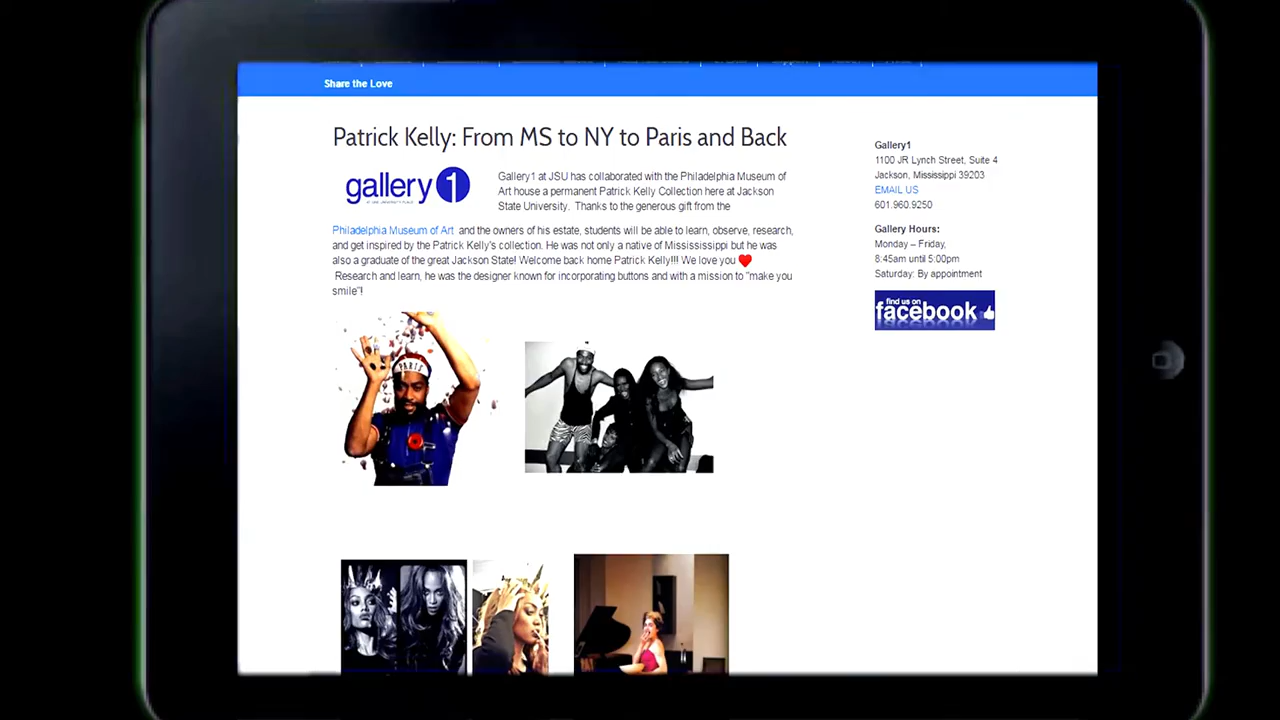 Share the Love
Patrick Kelly: From MS to NY to Paris and Back
gallery 1
Gallery1 at JSU has collaborated with the Philadelphia Museum of
Art house a permanent Patrick Kelly Collection here at Jackson
State University. Thanks to the generous gift from the
Philadelphia Museum of Art and the owners of his estate, students will be able to learn, observe, research,
and get inspired by the Patrick Kelly's collection. He was not only a native of Missississippi but he was
also a graduate of the great Jackson State! Welcome back home Patrick Kelly!!! We love you
Research and learn, he was the designer known for incorporating buttons and with a mission to "make you
smile"!
PARIS
Gallery1
1100 JR Lynch Street, Suite 4
Jackson, Mississippi 39203
EMAIL US
601.960.9250
Gallery Hours:
Monday – Friday,
8:45am until 5:00pm
Saturday: By appointment
find us on
facebook